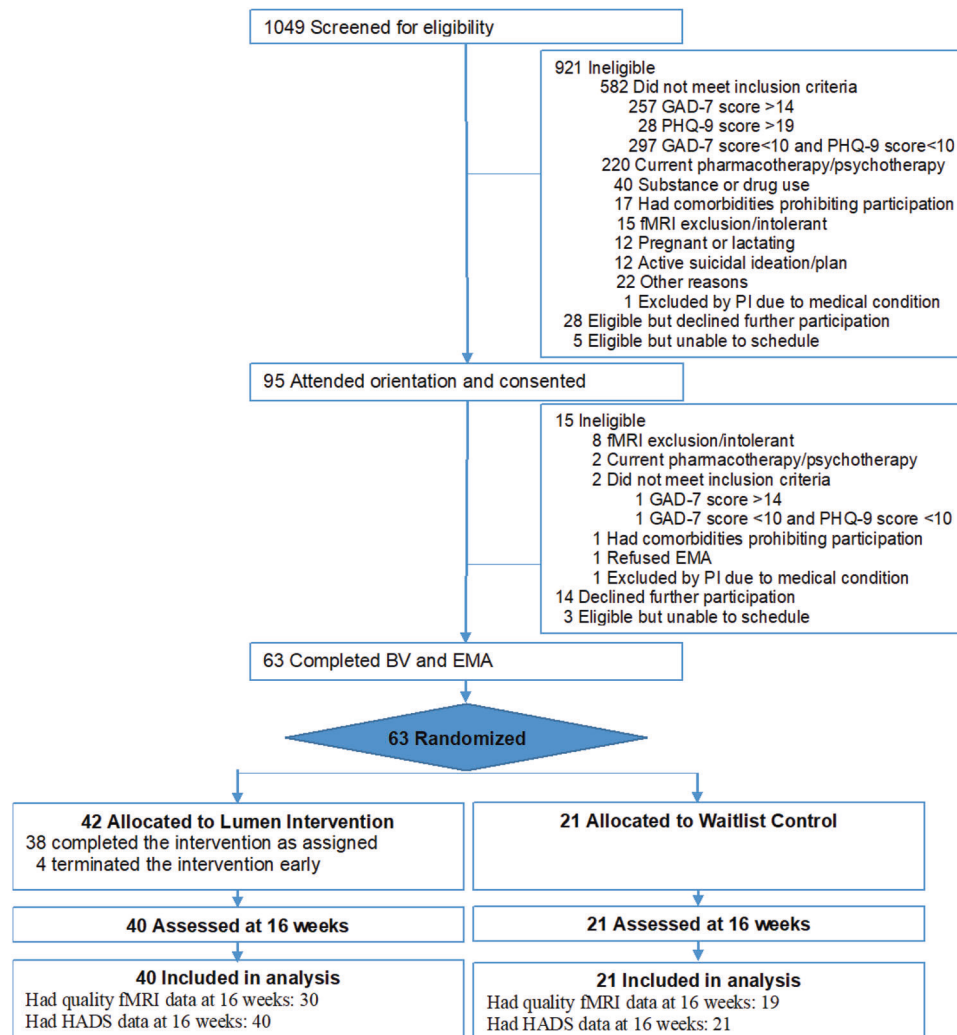 1049 Screened for eligibility
921 Ineligible
582 Did not meet inclusion criteria
257 GAD-7 score >14
28 PHQ-9 score >19
297 GAD-7 score<10 and PHQ-9 score<10
220 Current pharmacotherapy/psychotherapy
40 Substance or drug use
17 Had comorbidities prohibiting participation
15 fMRI exclusion/intolerant
12 Pregnant or lactating
12 Active suicidal ideation/plan
22 Other reasons
1 Excluded by PI due to medical condition
28 Eligible but declined further participation
5 Eligible but unable to schedule
95 Attended orientation and consented
15 Ineligible
8 fMRI exclusion/intolerant
2 Current pharmacotherapy/psychotherapy
2 Did not meet inclusion criteria
1 GAD-7 score >14
1 GAD-7 score <10 and PHQ-9 score <10
1 Had comorbidities prohibiting participation
1 Refused EMA
1 Excluded by PI due to medical condition
14 Declined further participation
3 Eligible but unable to schedule
63 Completed BV and EMA
63 Randomized
42 Allocated to Lumen Intervention
38 completed the intervention as assigned
4 terminated the intervention early
21 Allocated to Waitlist Control
40 Assessed at 16 weeks
21 Assessed at 16 weeks
40 Included in analysis
Had quality fMRI data at 16 weeks: 30
Had HADS data at 16 weeks: 40
21 Included in analysis
Had quality fMRI data at 16 weeks: 19
Had HADS data at 16 weeks: 21